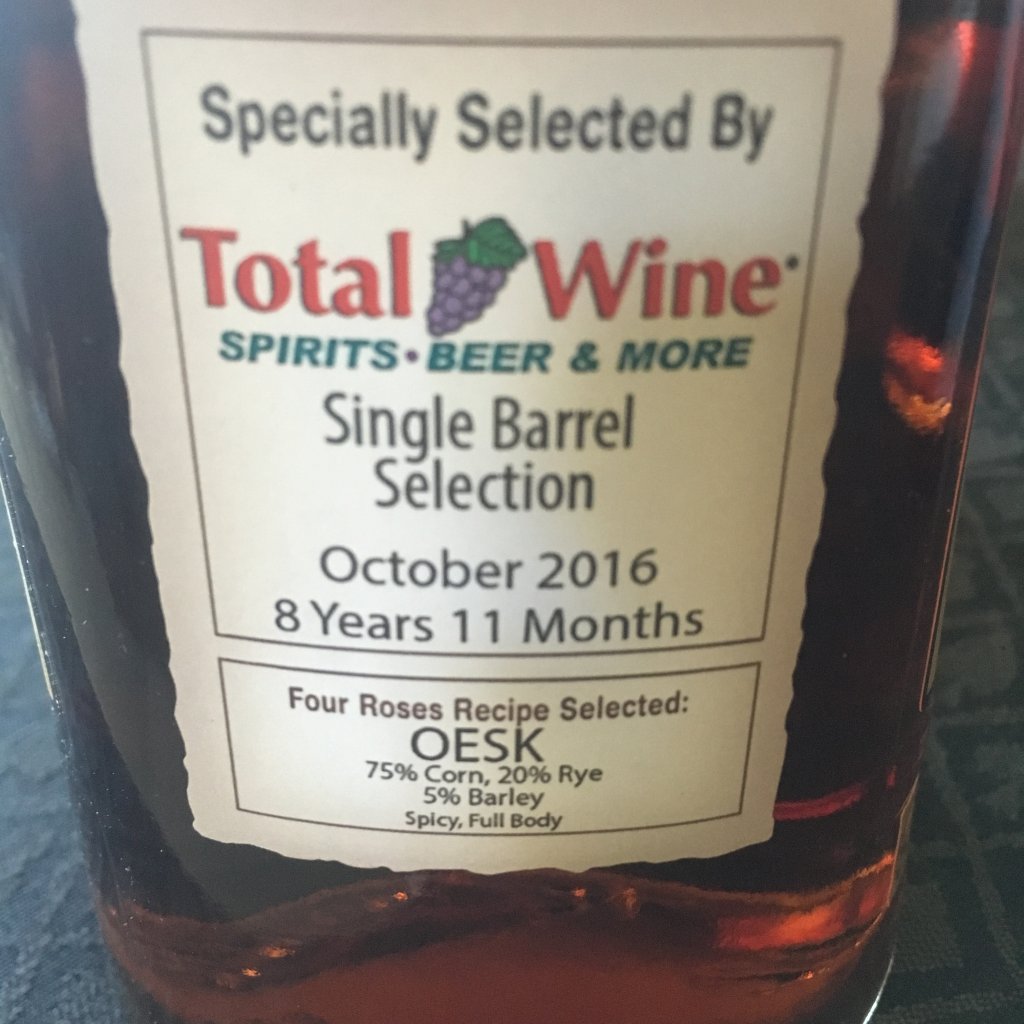 Specially Selected By
Total Wine
SPIRITS • BEER & MORE
Single Barrel
Selection
October 2016
8 Years 11 Months
Four Roses Recipe Selected:
OESK
75% Corn, 20% Rye
5% Barley
Spicy, Full Body